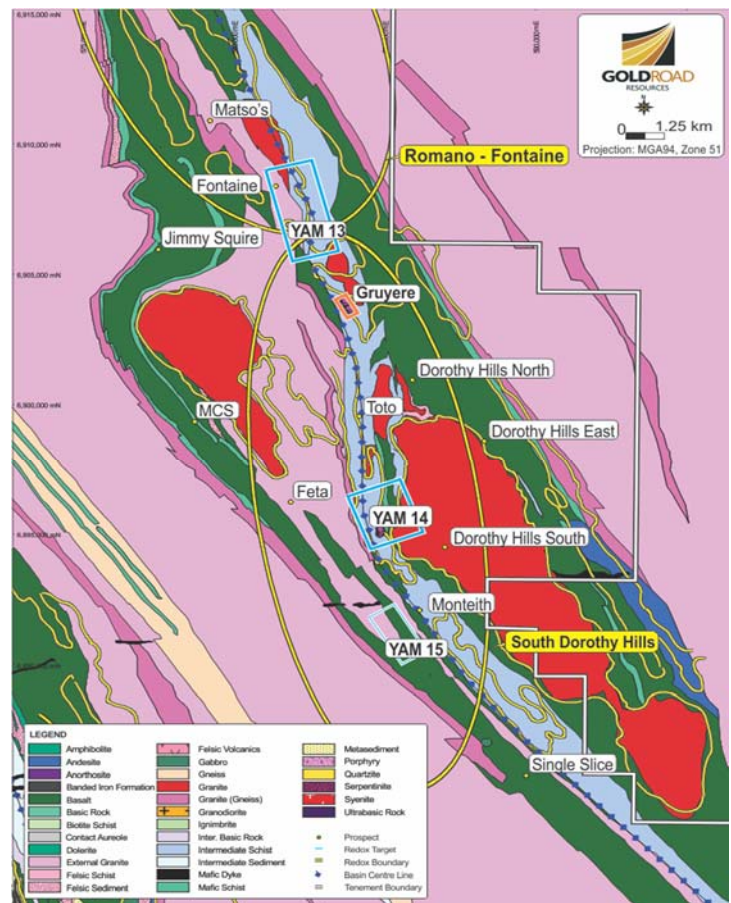 6,915,000 mN
GOLDROAD
RESOURCES
N
0 1.25 km
Projection: MGA94, Zone 51
Matso's
6,910,000 mN
Romano - Fontaine
Fontaine
YAM 13
Jimmy Squire
6,905,000 mN
Gruyere
Dorothy Hills North
6,900,000 mN
MCS
Toto
Dorothy Hills East
Feta
YAM 14
6,895,000 mN
Dorothy Hills South
Monteith
YAM 15
South Dorothy Hills
Single Slice
LEGEND
Amphibolite
Andesite
Anorthosite
Banded Iron Formation
Basalt
Basic Rock
Biotite Schist
Contact Aureole
Dolerite
External Granite
Felsic Schist
Felsic Sediment
Felsic Volcanics
Gabbro
Gneiss
Granite
Granite (Gneiss)
Granodiorite
Ignimbrite
Inter. Basic Rock
Intermediate Schist
Intermediate Sediment
Mafic Dyke
Mafic Schist
Metasediment
Porphyry
Quartzite
Serpentinite
Syenite
Ultrabasic Rock
Prospect
Redox Target
Redox Boundary
Basin Centre Line
Tenement Boundary